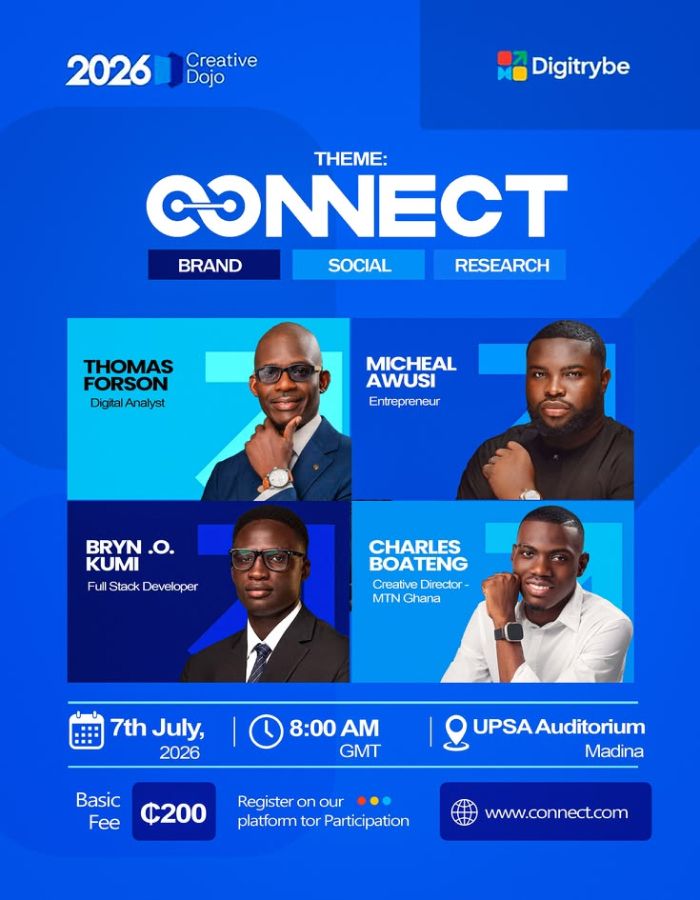 2026 Creative
Dojo
Digitrybe
THEME:
CONNECT
BRAND
SOCIAL
RESEARCH
THOMAS
FORSON
Digital Analyst
MICHEAL
AWUSI
Entrepreneur
BRYN .O.
KUMI
Full Stack Developer
CHARLES
BOATENG
Creative Director -
MTN Ghana
7th July,
2026
8:00 AM
GMT
UPSA Auditorium
Madina
Basic
Fee
₵200
Register on our
platform tor Participation
www.connect.com